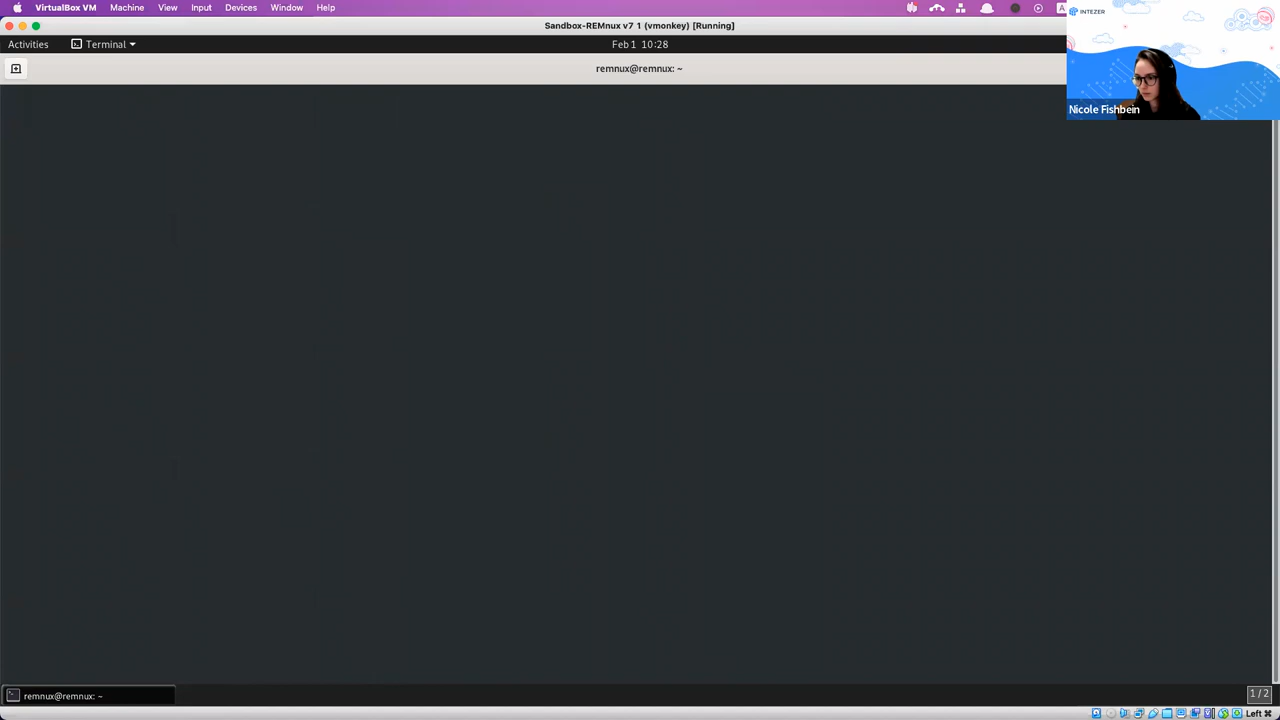 VirtualBox VM Machine View Input Devices Window Help
Sandbox-REMnux v7 1 (vmonkey) [Running]
Activities Terminal Feb 1 10:28
remnux@remnux: ~
INTEZER
Nicole Fishbein
remnux@remnux: ~
1 / 2
Left ⌘